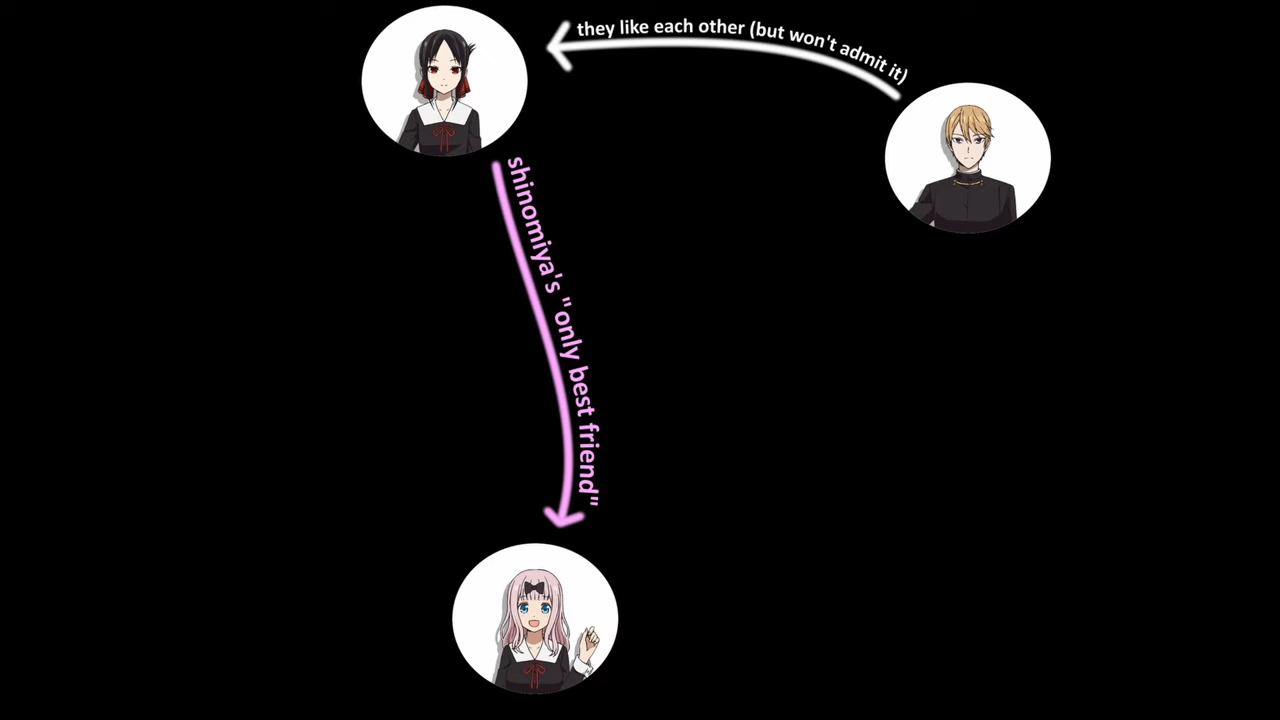 they like each other (but won't admit it)
shinomiya's "only best friend"